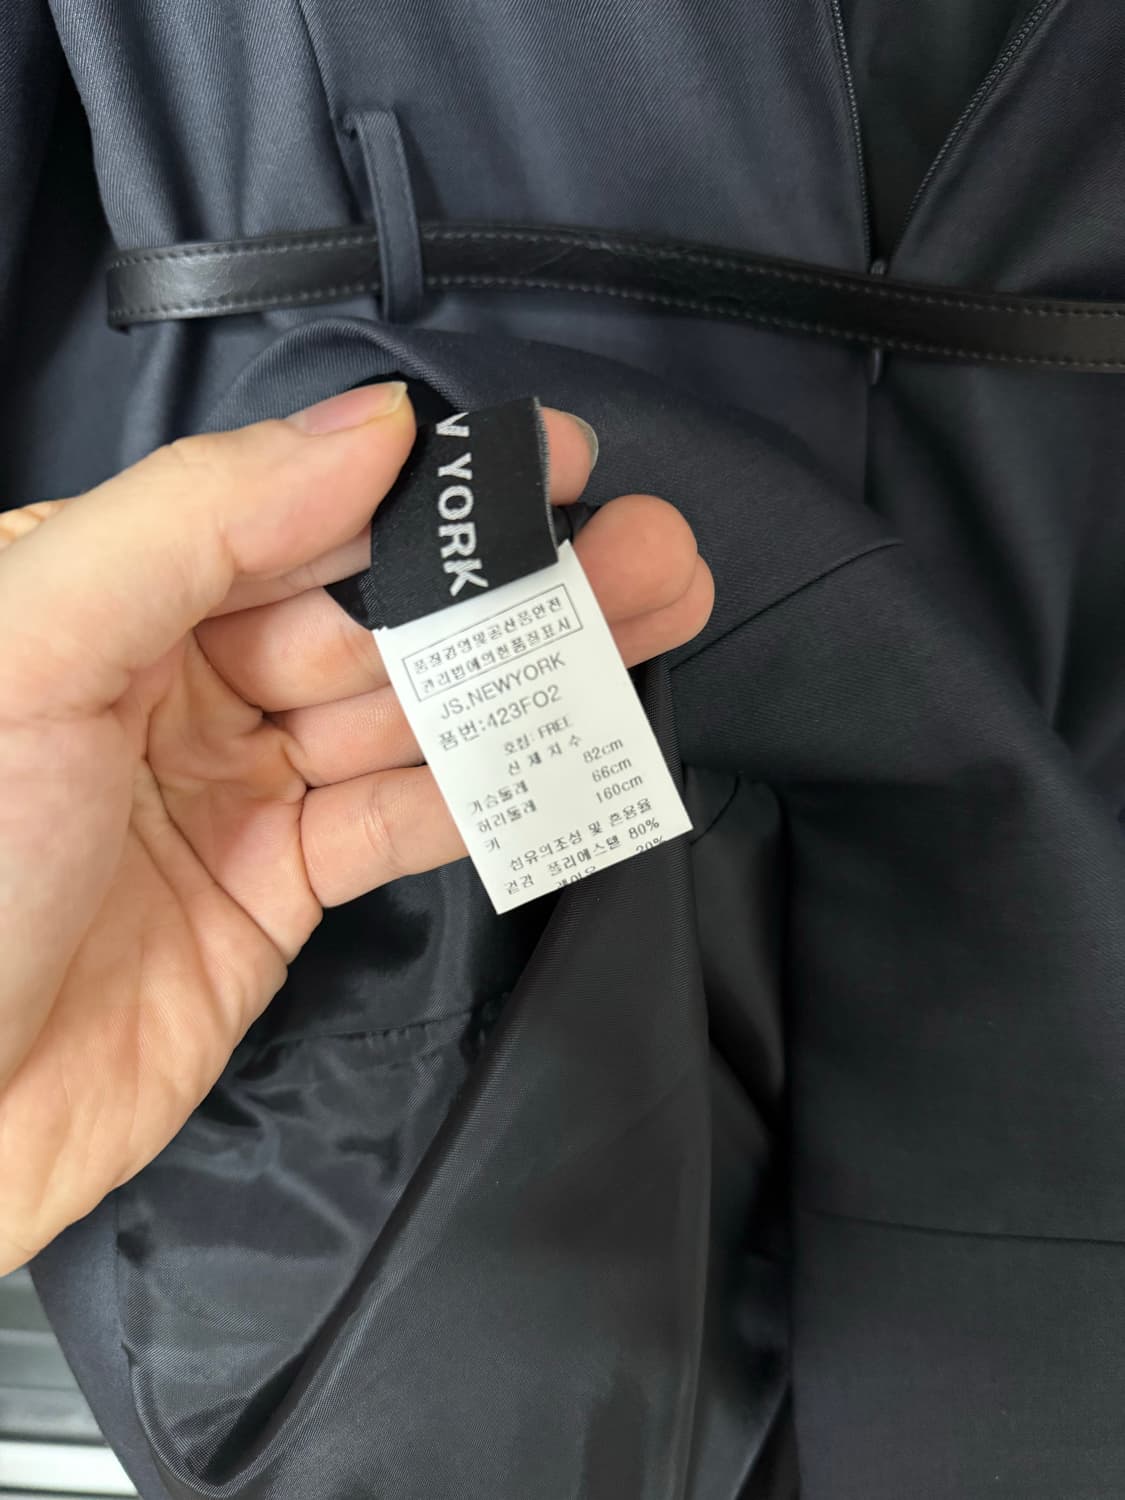 YORK
품질경영및공산품안전
관리법에의한품질표시
JS.NEWYORK
품번:423FO2
호칭: FREE
신체치수
가슴둘레 82cm
허리둘레 66cm
키 160cm
섬유의조성 및 혼용율
겉감 폴리에스텔 80%
20%